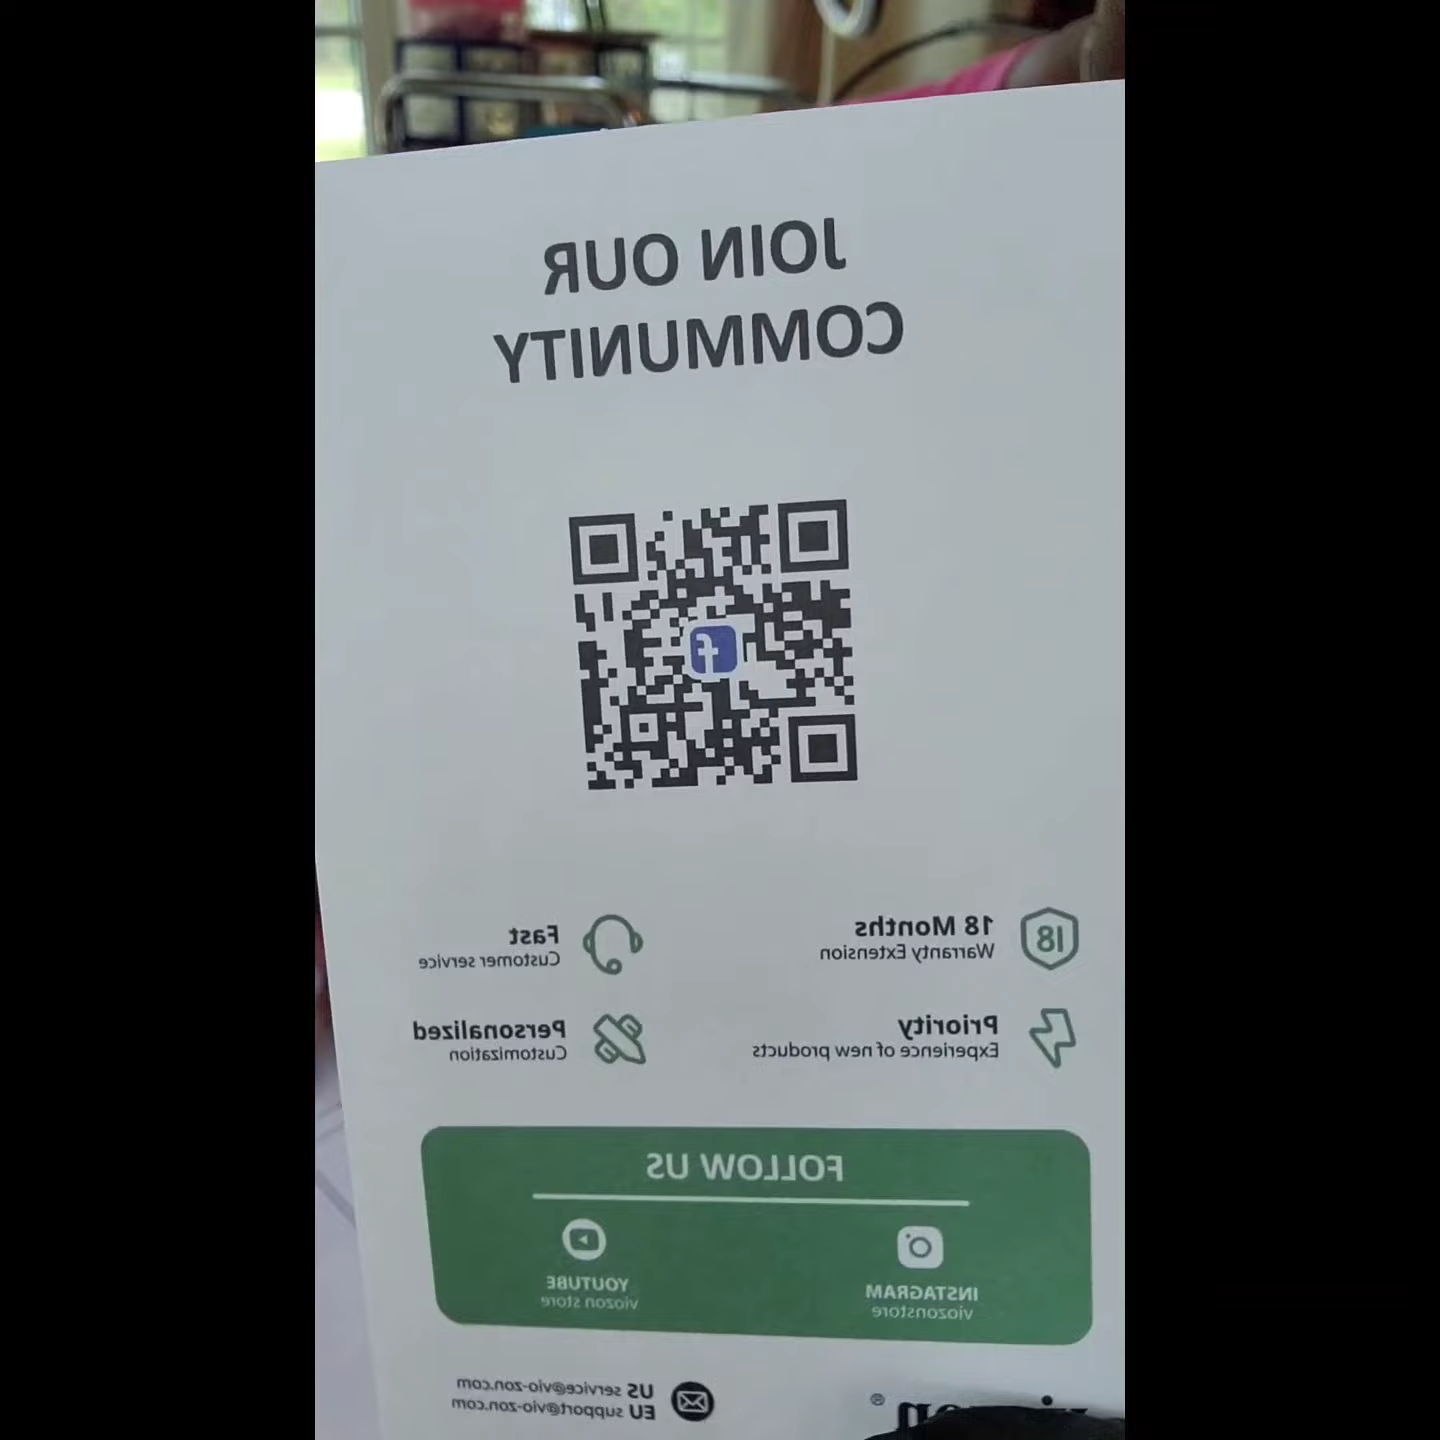 JOIN OUR
COMMUNITY
18
18 Months
Warranty Extension
Fast
Customer service
Priority
Experience of new products
Personalized
Customization
FOLLOW US
INSTAGRAM
viozonstore
YOUTUBE
viozon store
US service@vio-zon.com
EU support@vio-zon.com